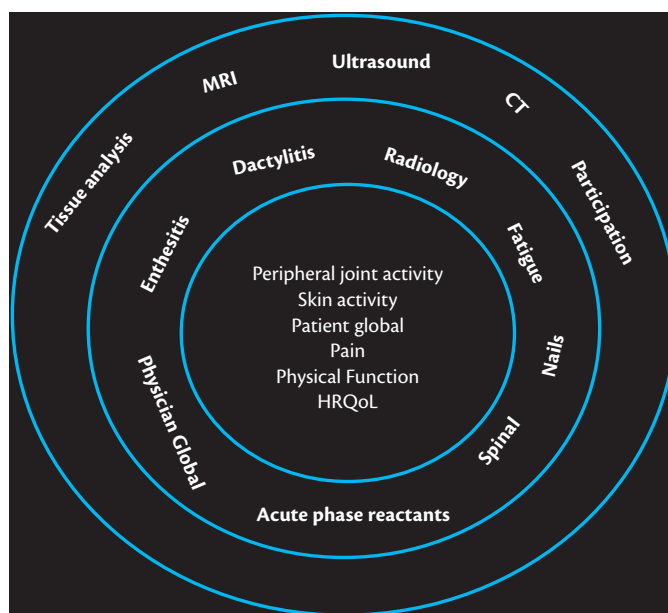 Ultrasound
MRI
CT
Tissue analysis
Participation
Dactylitis
Radiology
Enthesitis
Fatigue
Nails
Physician Global
Spinal
Acute phase reactants
Peripheral joint activity
Skin activity
Patient global
Pain
Physical Function
HRQoL